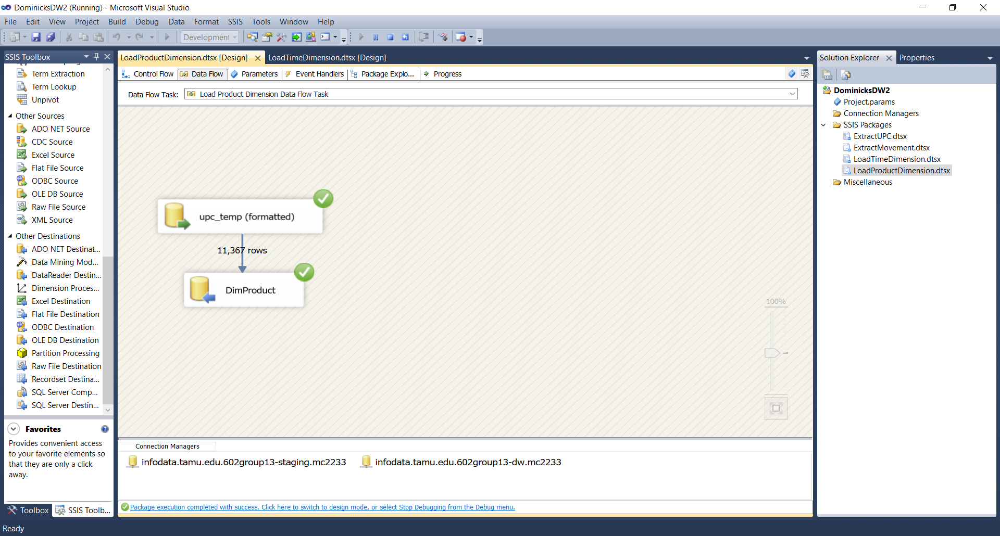 DominicksDW2 (Running) - Microsoft Visual Studio
File Edit View Project Build Debug Data Format SSIS Tools Window Help
Development
SSIS Toolbox
Term Extraction
Term Lookup
Unpivot
Other Sources
ADO NET Source
CDC Source
Excel Source
Flat File Source
ODBC Source
OLE DB Source
Raw File Source
XML Source
Other Destinations
ADO NET Destinat...
Data Mining Mod...
DataReader Destin...
Dimension Proces...
Excel Destination
Flat File Destination
ODBC Destination
OLE DB Destination
Partition Processing
Raw File Destination
Recordset Destina...
SQL Server Comp...
SQL Server Destin...
Favorites
Provides convenient access
to your favorite elements so
that they are only a click
away.
Toolbox SSIS Toolb...
LoadProductDimension.dtsx [Design] LoadTimeDimension.dtsx [Design]
Control Flow Data Flow Parameters Event Handlers Package Explo... Progress
Data Flow Task: Load Product Dimension Data Flow Task
upc_temp (formatted)
11,367 rows
DimProduct
100%
Connection Managers
infodata.tamu.edu.602group13-staging.mc2233 infodata.tamu.edu.602group13-dw.mc2233
Package execution completed with success. Click here to switch to design mode, or select Stop Debugging from the Debug menu.
Solution Explorer Properties
DominicksDW2
Project.params
Connection Managers
SSIS Packages
ExtractUPC.dtsx
ExtractMovement.dtsx
LoadTimeDimension.dtsx
LoadProductDimension.dtsx
Miscellaneous
Ready